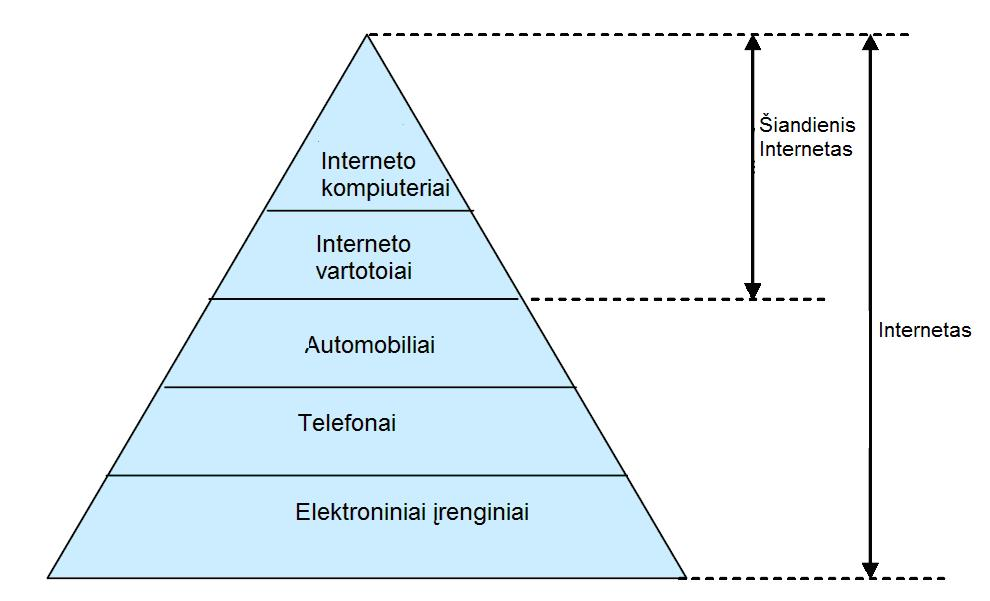 Interneto
kompiuteriai
Interneto
vartotoiai
Automobiliai
Telefonai
Elektroniniai įrenginiai
Šiandienis
Internetas
Internetas